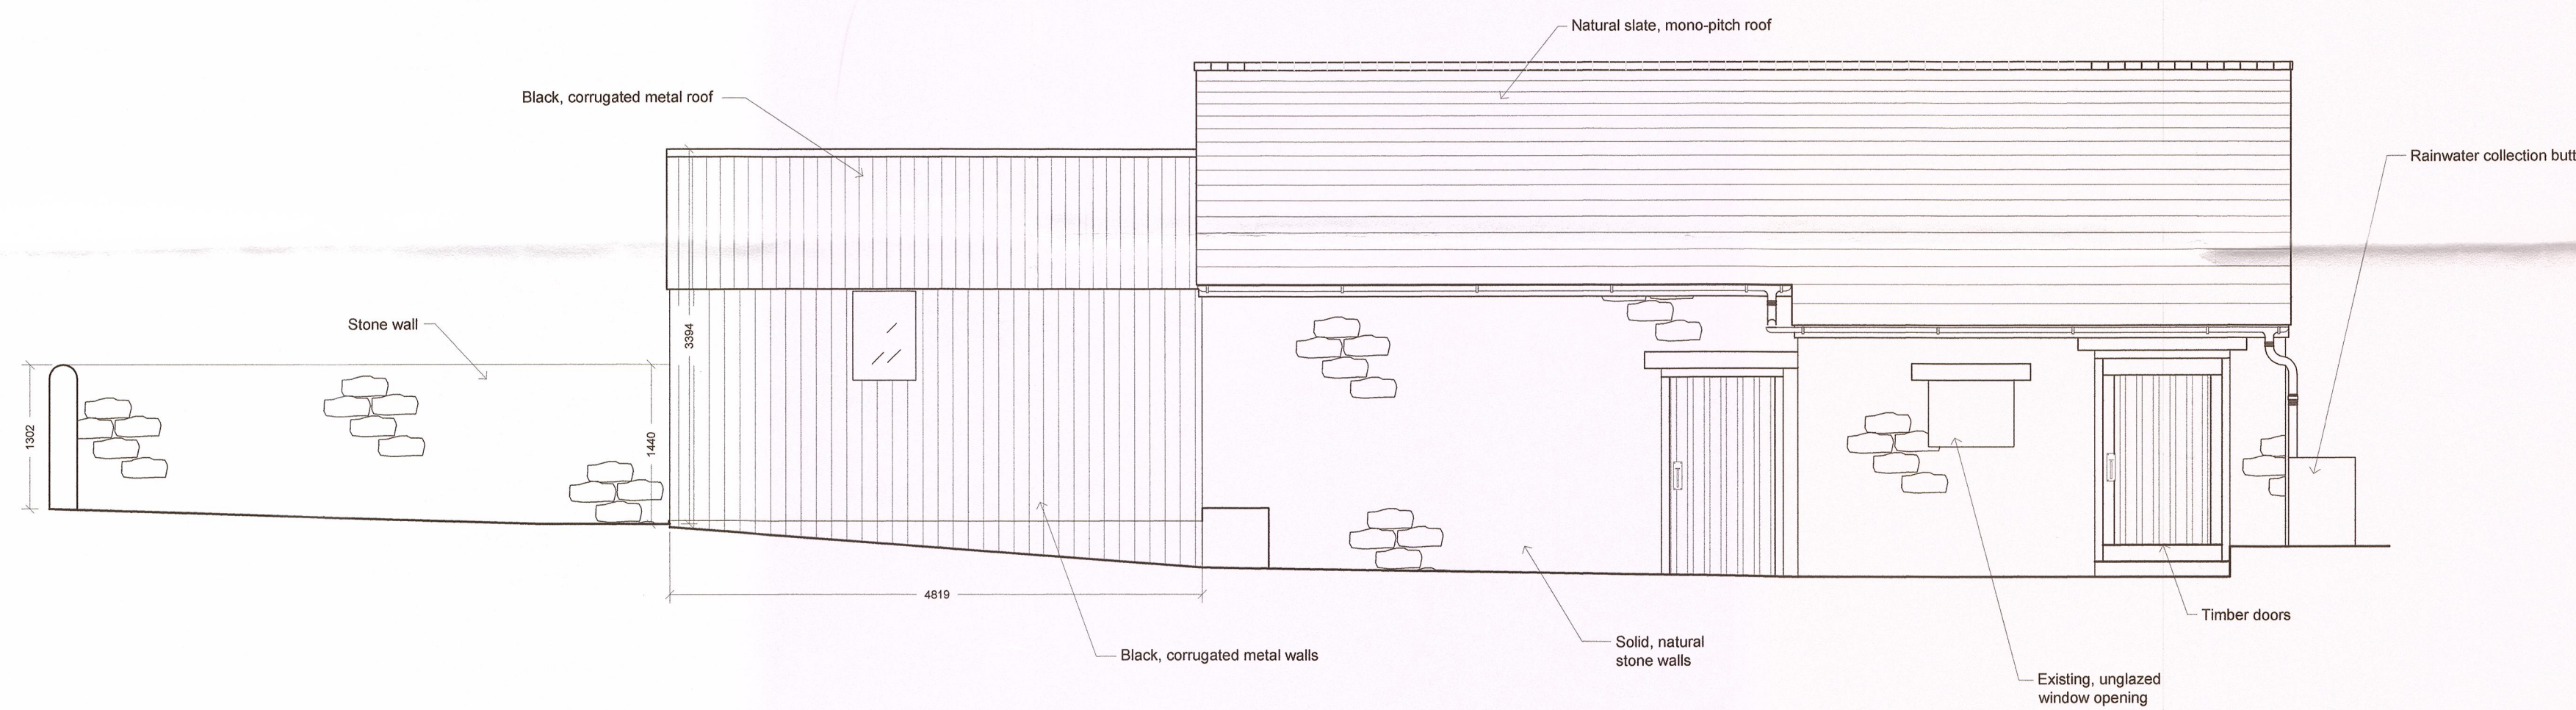 Natural slate, mono-pitch roof
Black, corrugated metal roof
Rainwater collection butt
Stone wall
3394
1302
1440
4819
Timber doors
Solid, natural
stone walls
Black, corrugated metal walls
Existing, unglazed
window opening